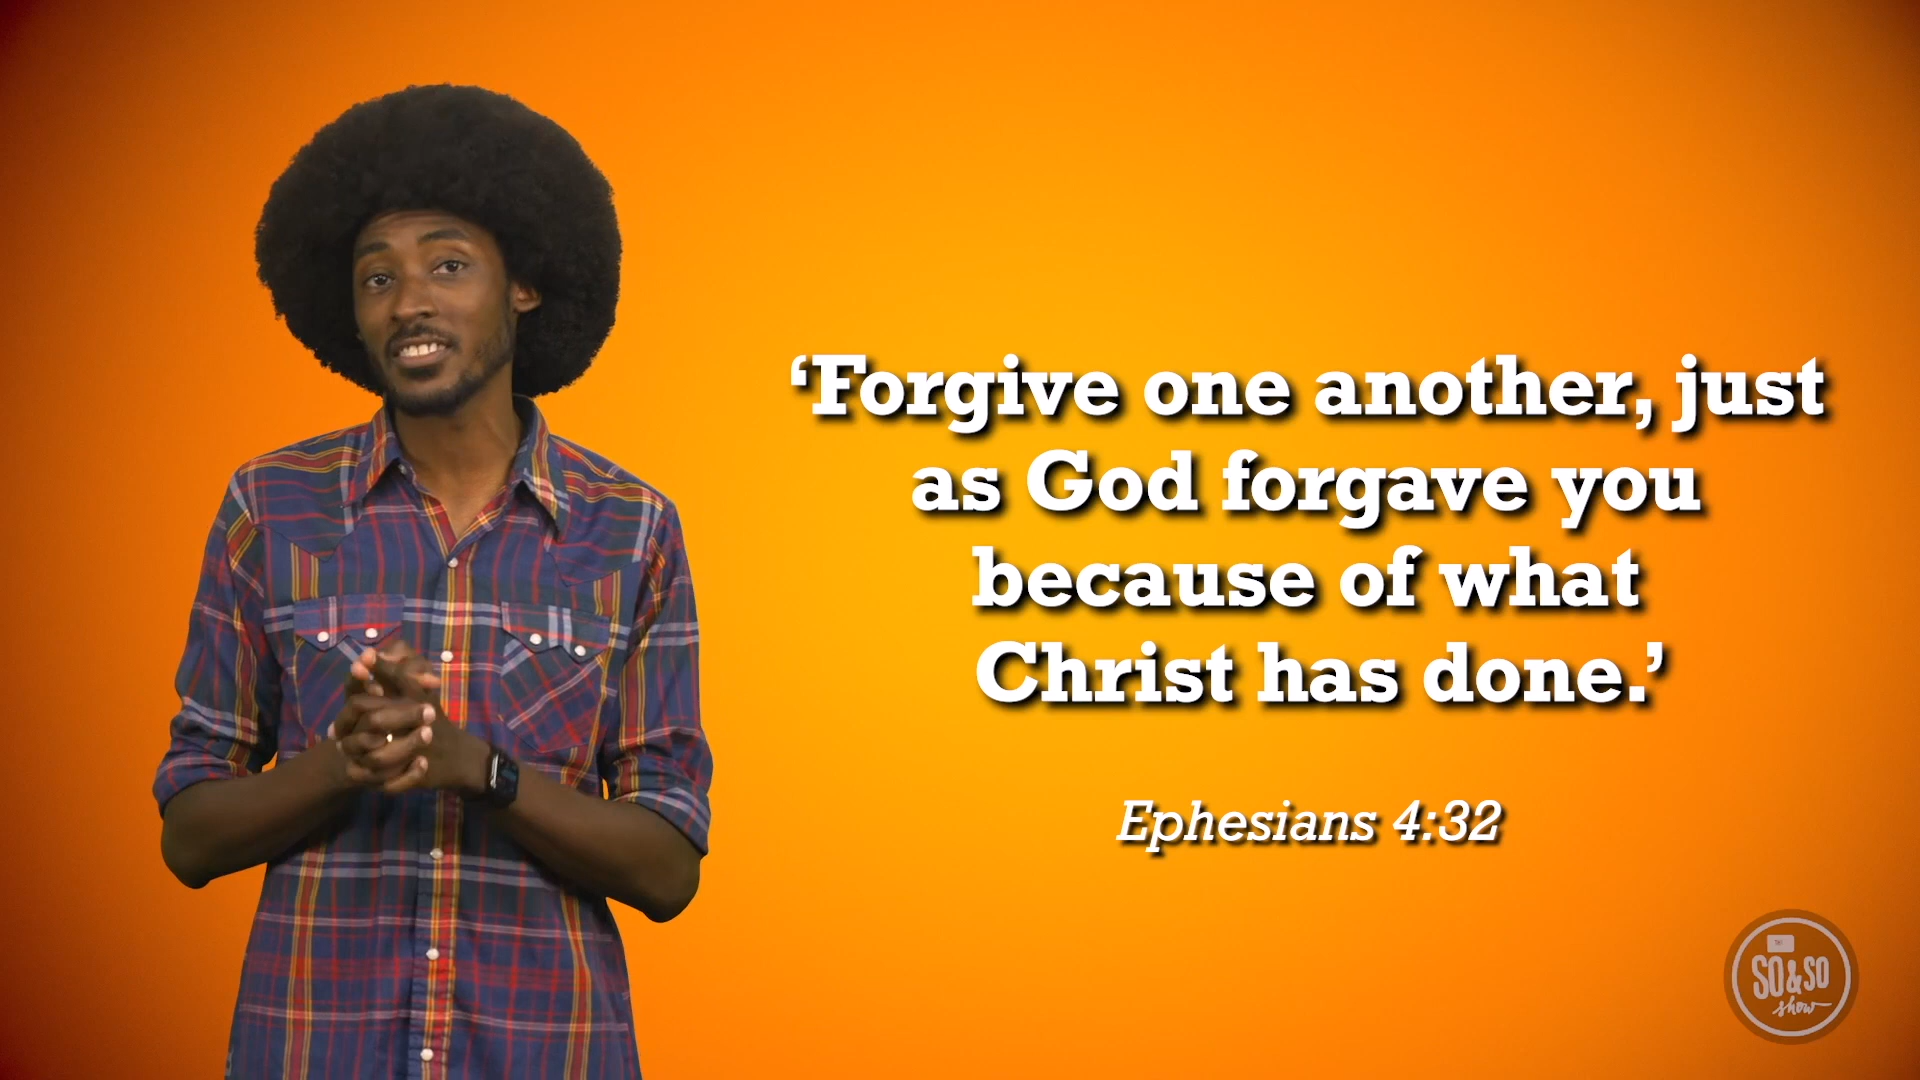 ‘Forgive one another, just
as God forgave you
because of what
Christ has done.’
Ephesians 4:32
SO & SO
show